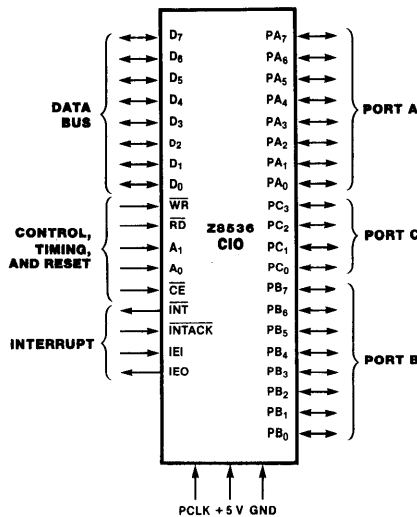 DATA BUS
CONTROL, TIMING, AND RESET
INTERRUPT
D7
D6
D5
D4
D3
D2
D1
D0
WR
RD
A1
A0
CE
INT
INTACK
IEI
IEO
Z8536
CIO
PA7
PA6
PA5
PA4
PA3
PA2
PA1
PA0
PC3
PC2
PC1
PC0
PB7
PB6
PB5
PB4
PB3
PB2
PB1
PB0
PORT A
PORT C
PORT B
PCLK +5 V GND